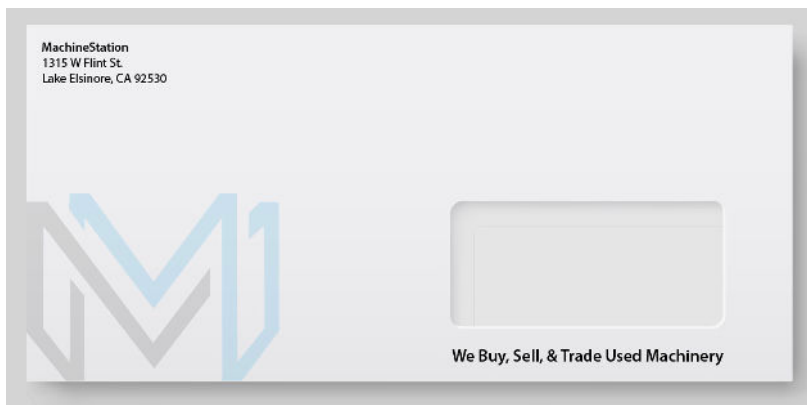 MachineStation
1315 W Flint St.
Lake Elsinore, CA 92530
We Buy, Sell, & Trade Used Machinery